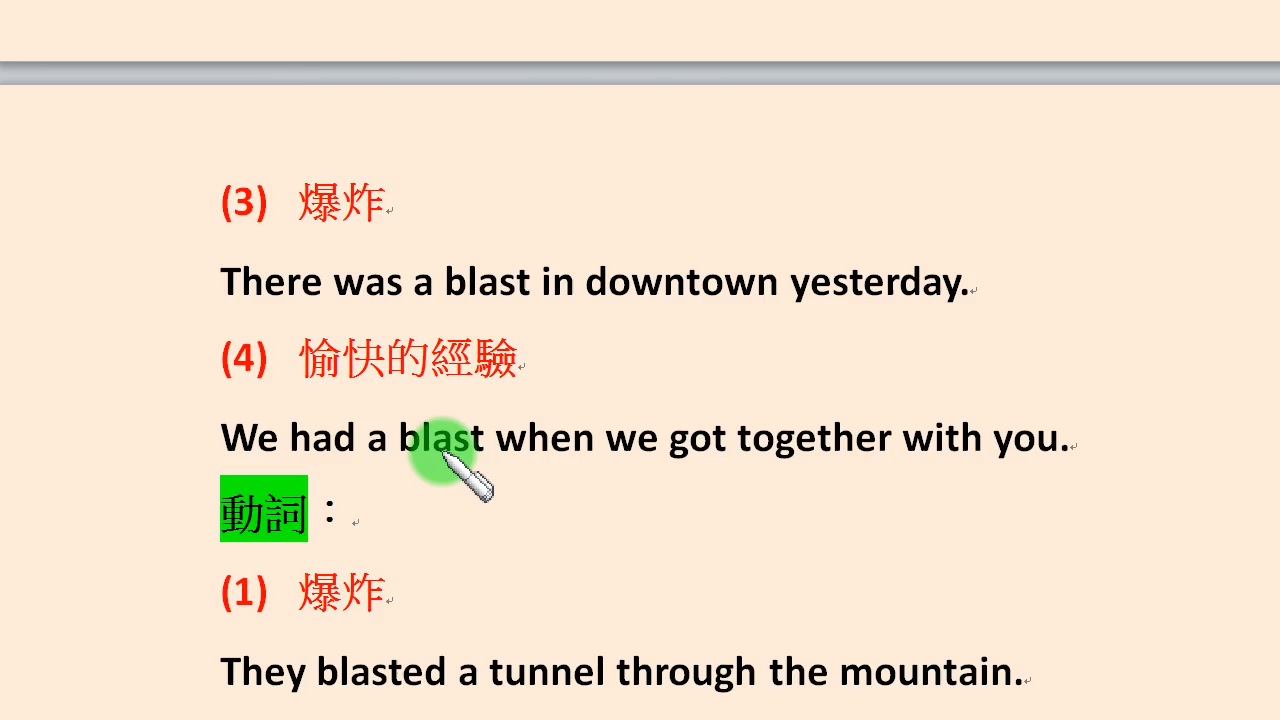 (3) 爆炸
There was a blast in downtown yesterday.
(4) 愉快的經驗
We had a blast when we got together with you.
動詞：
(1) 爆炸
They blasted a tunnel through the mountain.